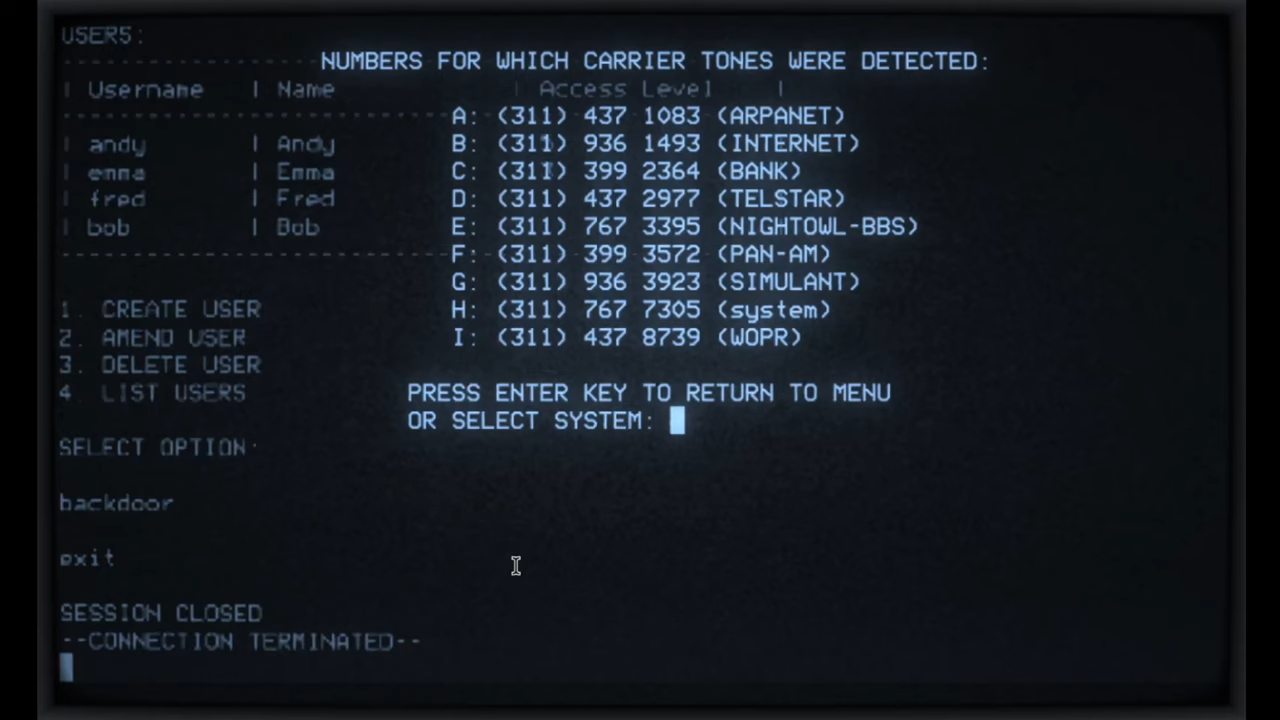 USERS:
NUMBERS FOR WHICH CARRIER TONES WERE DETECTED:
| Username | Name | Access Level |
A: (311) 437 1083 (ARPANET)
| andy | Andy
B: (311) 936 1493 (INTERNET)
| emma | Emma
C: (311) 399 2364 (BANK)
| fred | Fred
D: (311) 437 2977 (TELSTAR)
| bob | Bob
E: (311) 767 3395 (NIGHTOWL-BBS)
F: (311) 399 3572 (PAN-AM)
G: (311) 936 3923 (SIMULANT)
1. CREATE USER
H: (311) 767 7305 (system)
2. AMEND USER
I: (311) 437 8739 (WOPR)
3. DELETE USER
4. LIST USERS
PRESS ENTER KEY TO RETURN TO MENU
OR SELECT SYSTEM:
SELECT OPTION:
backdoor
exit
SESSION CLOSED
--CONNECTION TERMINATED--